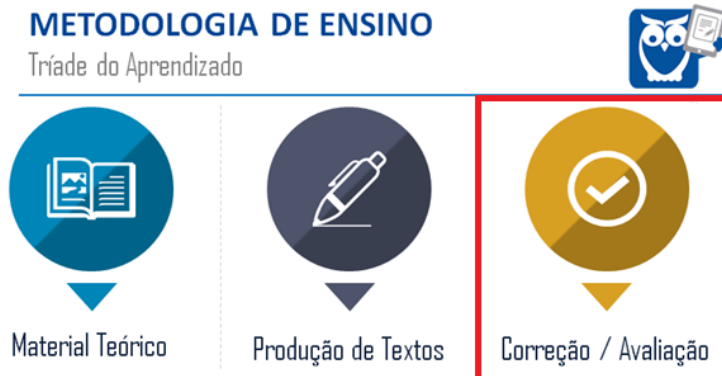 METODOLOGIA DE ENSINO
Tríade do Aprendizado
Material Teórico
Produção de Textos
Correção / Avaliação